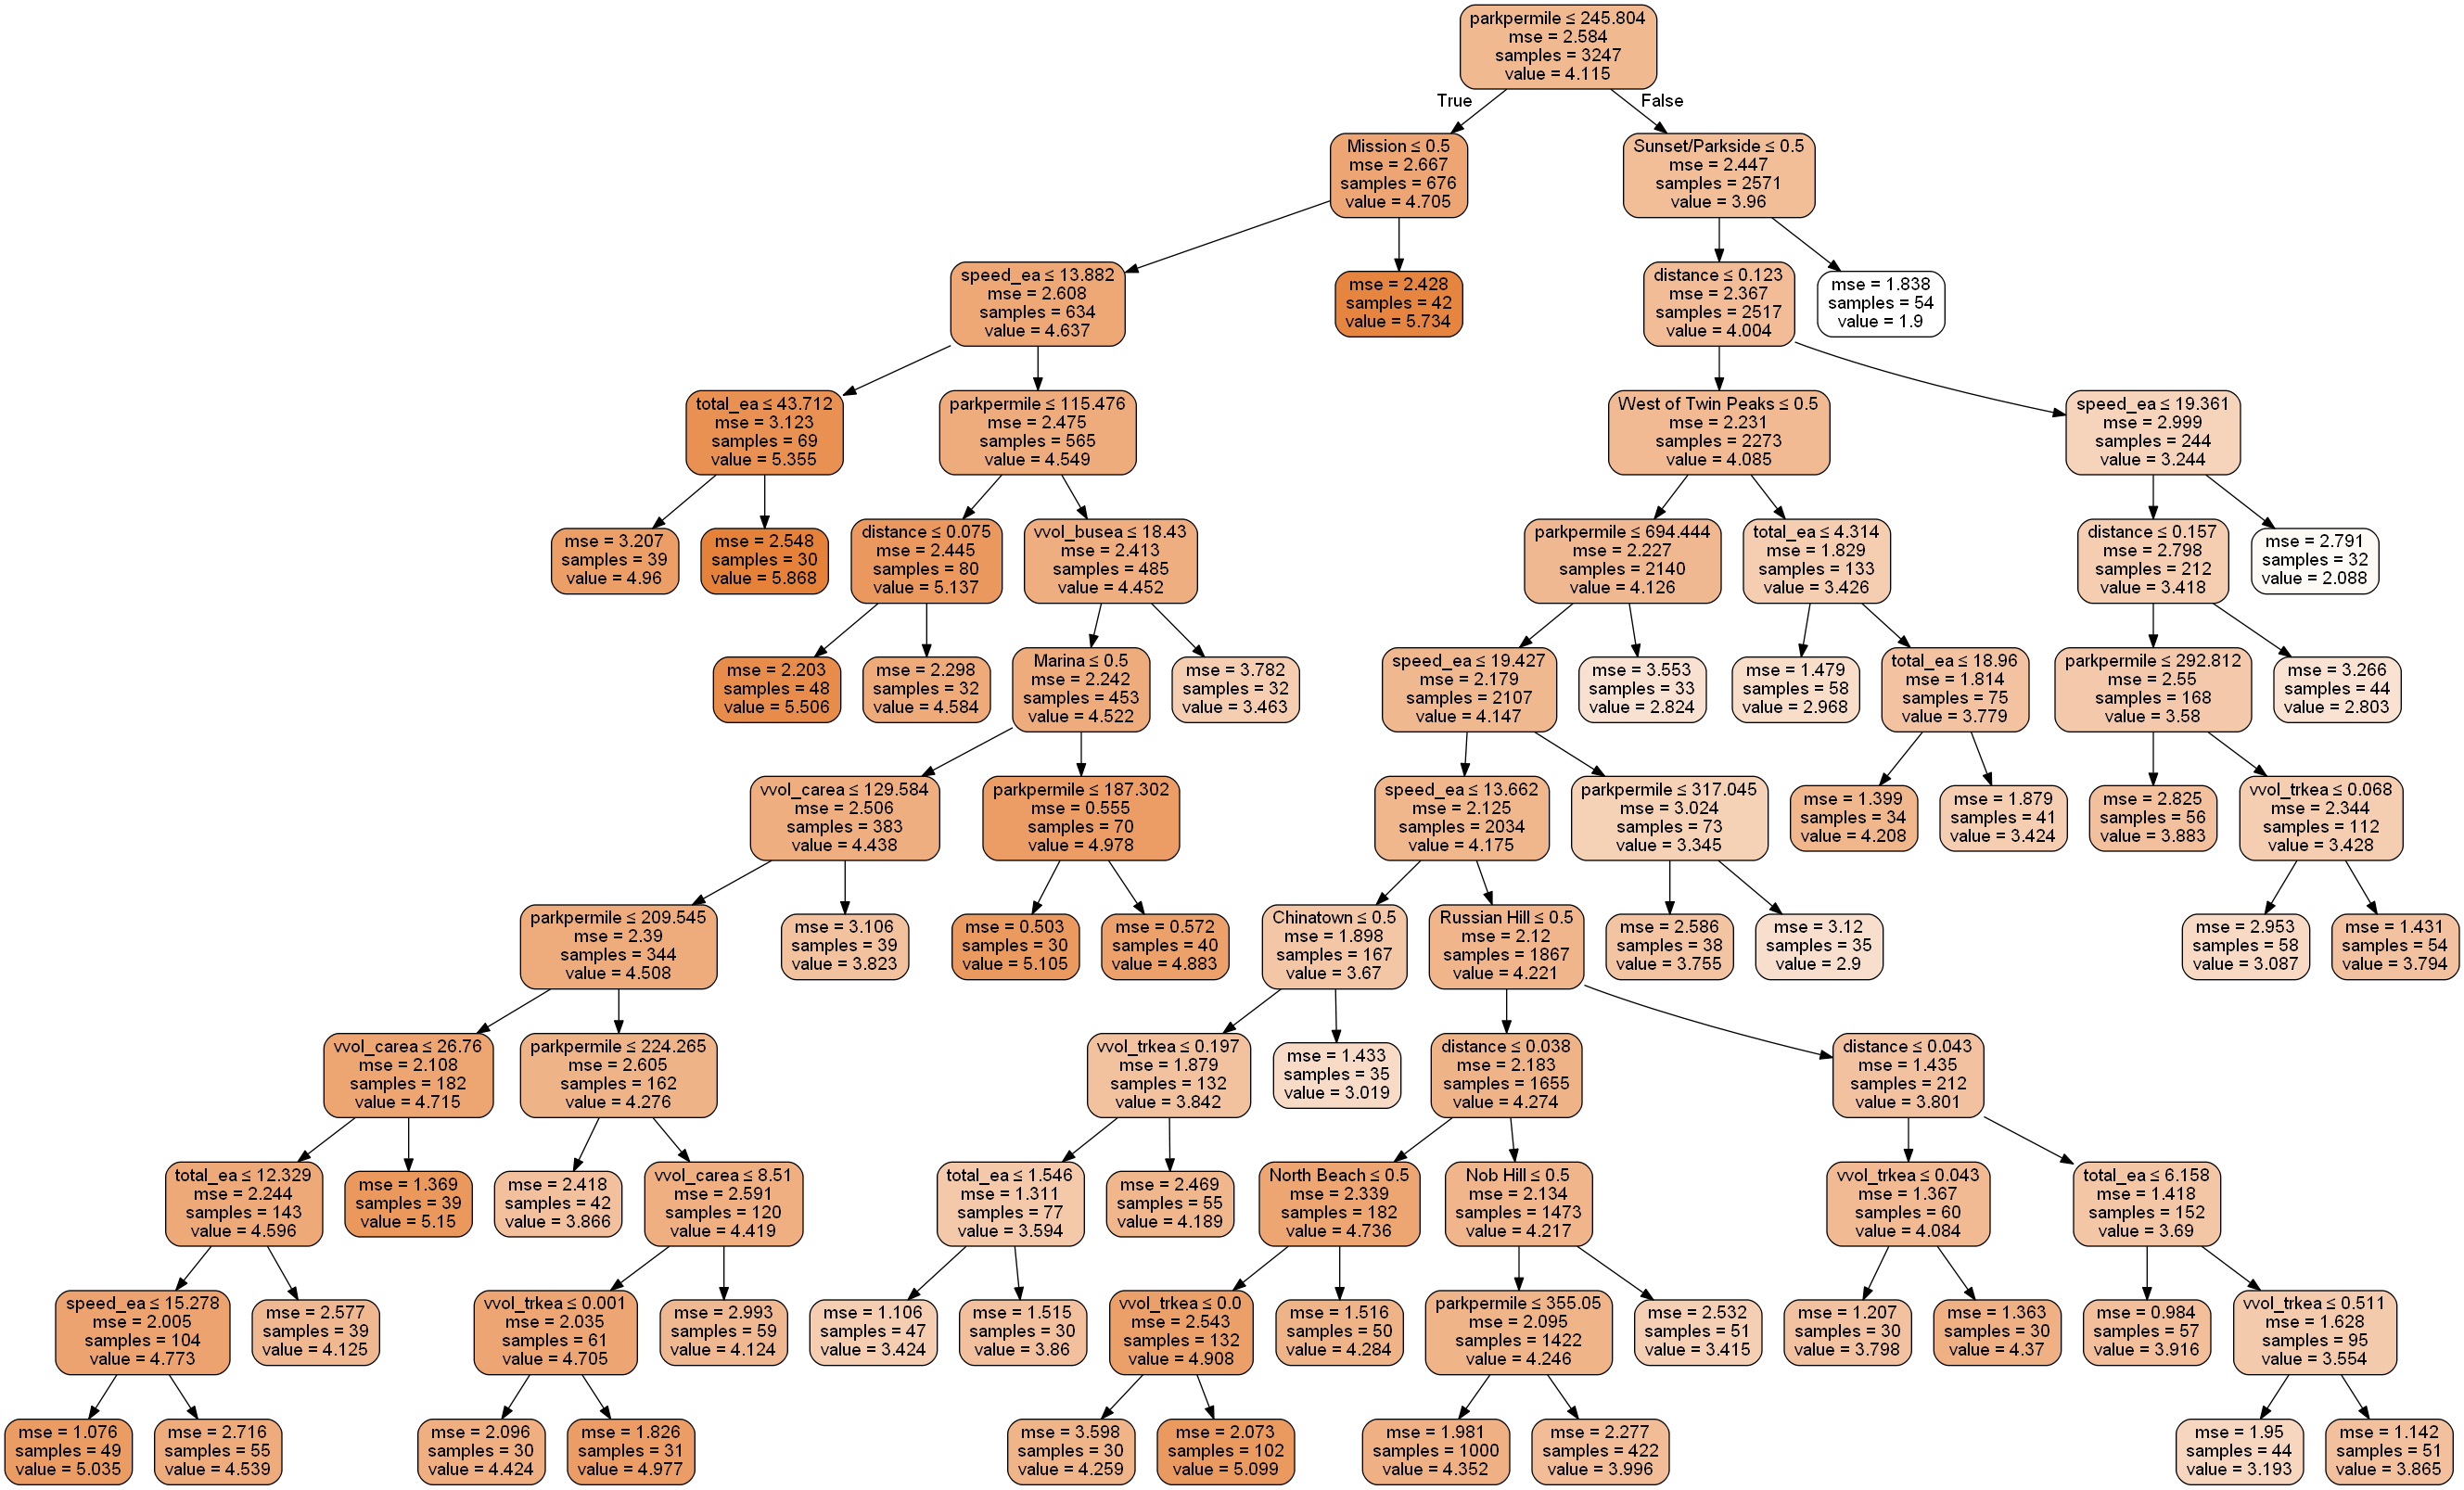 parkpermile ≤ 245.804
mse = 2.584
samples = 3247
value = 4.115
True
False
Mission ≤ 0.5
mse = 2.667
samples = 676
value = 4.705
Sunset/Parkside ≤ 0.5
mse = 2.447
samples = 2571
value = 3.96
speed_ea ≤ 13.882
mse = 2.608
samples = 634
value = 4.637
mse = 2.428
samples = 42
value = 5.734
distance ≤ 0.123
mse = 2.367
samples = 2517
value = 4.004
mse = 1.838
samples = 54
value = 1.9
total_ea ≤ 43.712
mse = 3.123
samples = 69
value = 5.355
parkpermile ≤ 115.476
mse = 2.475
samples = 565
value = 4.549
West of Twin Peaks ≤ 0.5
mse = 2.231
samples = 2273
value = 4.085
speed_ea ≤ 19.361
mse = 2.999
samples = 244
value = 3.244
mse = 3.207
samples = 39
value = 4.96
mse = 2.548
samples = 30
value = 5.868
distance ≤ 0.075
mse = 2.445
samples = 80
value = 5.137
vvol_busea ≤ 18.43
mse = 2.413
samples = 485
value = 4.452
parkpermile ≤ 694.444
mse = 2.227
samples = 2140
value = 4.126
total_ea ≤ 4.314
mse = 1.829
samples = 133
value = 3.426
distance ≤ 0.157
mse = 2.798
samples = 212
value = 3.418
mse = 2.791
samples = 32
value = 2.088
mse = 2.203
samples = 48
value = 5.506
mse = 2.298
samples = 32
value = 4.584
Marina ≤ 0.5
mse = 2.242
samples = 453
value = 4.522
mse = 3.782
samples = 32
value = 3.463
speed_ea ≤ 19.427
mse = 2.179
samples = 2107
value = 4.147
mse = 3.553
samples = 33
value = 2.824
mse = 1.479
samples = 58
value = 2.968
total_ea ≤ 18.96
mse = 1.814
samples = 75
value = 3.779
parkpermile ≤ 292.812
mse = 2.55
samples = 168
value = 3.58
mse = 3.266
samples = 44
value = 2.803
vvol_carea ≤ 129.584
mse = 2.506
samples = 383
value = 4.438
parkpermile ≤ 187.302
mse = 0.555
samples = 70
value = 4.978
speed_ea ≤ 13.662
mse = 2.125
samples = 2034
value = 4.175
parkpermile ≤ 317.045
mse = 3.024
samples = 73
value = 3.345
mse = 1.399
samples = 34
value = 4.208
mse = 1.879
samples = 41
value = 3.424
mse = 2.825
samples = 56
value = 3.883
vvol_trkea ≤ 0.068
mse = 2.344
samples = 112
value = 3.428
parkpermile ≤ 209.545
mse = 2.39
samples = 344
value = 4.508
mse = 3.106
samples = 39
value = 3.823
mse = 0.503
samples = 30
value = 5.105
mse = 0.572
samples = 40
value = 4.883
Chinatown ≤ 0.5
mse = 1.898
samples = 167
value = 3.67
Russian Hill ≤ 0.5
mse = 2.12
samples = 1867
value = 4.221
mse = 2.586
samples = 38
value = 3.755
mse = 3.12
samples = 35
value = 2.9
mse = 2.953
samples = 58
value = 3.087
mse = 1.431
samples = 54
value = 3.794
vvol_carea ≤ 26.76
mse = 2.108
samples = 182
value = 4.715
parkpermile ≤ 224.265
mse = 2.605
samples = 162
value = 4.276
vvol_trkea ≤ 0.197
mse = 1.879
samples = 132
value = 3.842
mse = 1.433
samples = 35
value = 3.019
distance ≤ 0.038
mse = 2.183
samples = 1655
value = 4.274
distance ≤ 0.043
mse = 1.435
samples = 212
value = 3.801
total_ea ≤ 12.329
mse = 2.244
samples = 143
value = 4.596
mse = 1.369
samples = 39
value = 5.15
mse = 2.418
samples = 42
value = 3.866
vvol_carea ≤ 8.51
mse = 2.591
samples = 120
value = 4.419
total_ea ≤ 1.546
mse = 1.311
samples = 77
value = 3.594
mse = 2.469
samples = 55
value = 4.189
North Beach ≤ 0.5
mse = 2.339
samples = 182
value = 4.736
Nob Hill ≤ 0.5
mse = 2.134
samples = 1473
value = 4.217
vvol_trkea ≤ 0.043
mse = 1.367
samples = 60
value = 4.084
total_ea ≤ 6.158
mse = 1.418
samples = 152
value = 3.69
speed_ea ≤ 15.278
mse = 2.005
samples = 104
value = 4.773
mse = 2.577
samples = 39
value = 4.125
vvol_trkea ≤ 0.001
mse = 2.035
samples = 61
value = 4.705
mse = 2.993
samples = 59
value = 4.124
mse = 1.106
samples = 47
value = 3.424
mse = 1.515
samples = 30
value = 3.86
vvol_trkea ≤ 0.0
mse = 2.543
samples = 132
value = 4.908
mse = 1.516
samples = 50
value = 4.284
parkpermile ≤ 355.05
mse = 2.095
samples = 1422
value = 4.246
mse = 2.532
samples = 51
value = 3.415
mse = 1.207
samples = 30
value = 3.798
mse = 1.363
samples = 30
value = 4.37
mse = 0.984
samples = 57
value = 3.916
vvol_trkea ≤ 0.511
mse = 1.628
samples = 95
value = 3.554
mse = 1.076
samples = 49
value = 5.035
mse = 2.716
samples = 55
value = 4.539
mse = 2.096
samples = 30
value = 4.424
mse = 1.826
samples = 31
value = 4.977
mse = 3.598
samples = 30
value = 4.259
mse = 2.073
samples = 102
value = 5.099
mse = 1.981
samples = 1000
value = 4.352
mse = 2.277
samples = 422
value = 3.996
mse = 1.95
samples = 44
value = 3.193
mse = 1.142
samples = 51
value = 3.865